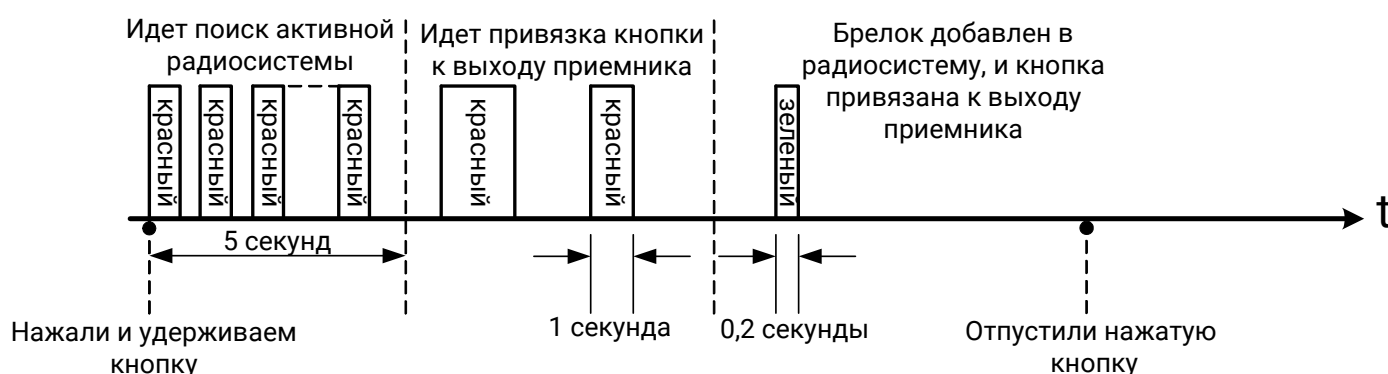 Идет поиск активной
радиосистемы
Идет привязка кнопки
к выходу приемника
Брелок добавлен в
радиосистему, и кнопка
привязана к выходу
приемника
красный
красный
красный
красный
красный
красный
зеленый
t
5 секунд
1 секунда
0,2 секунды
Нажали и удерживаем
кнопку
Отпустили нажатую
кнопку